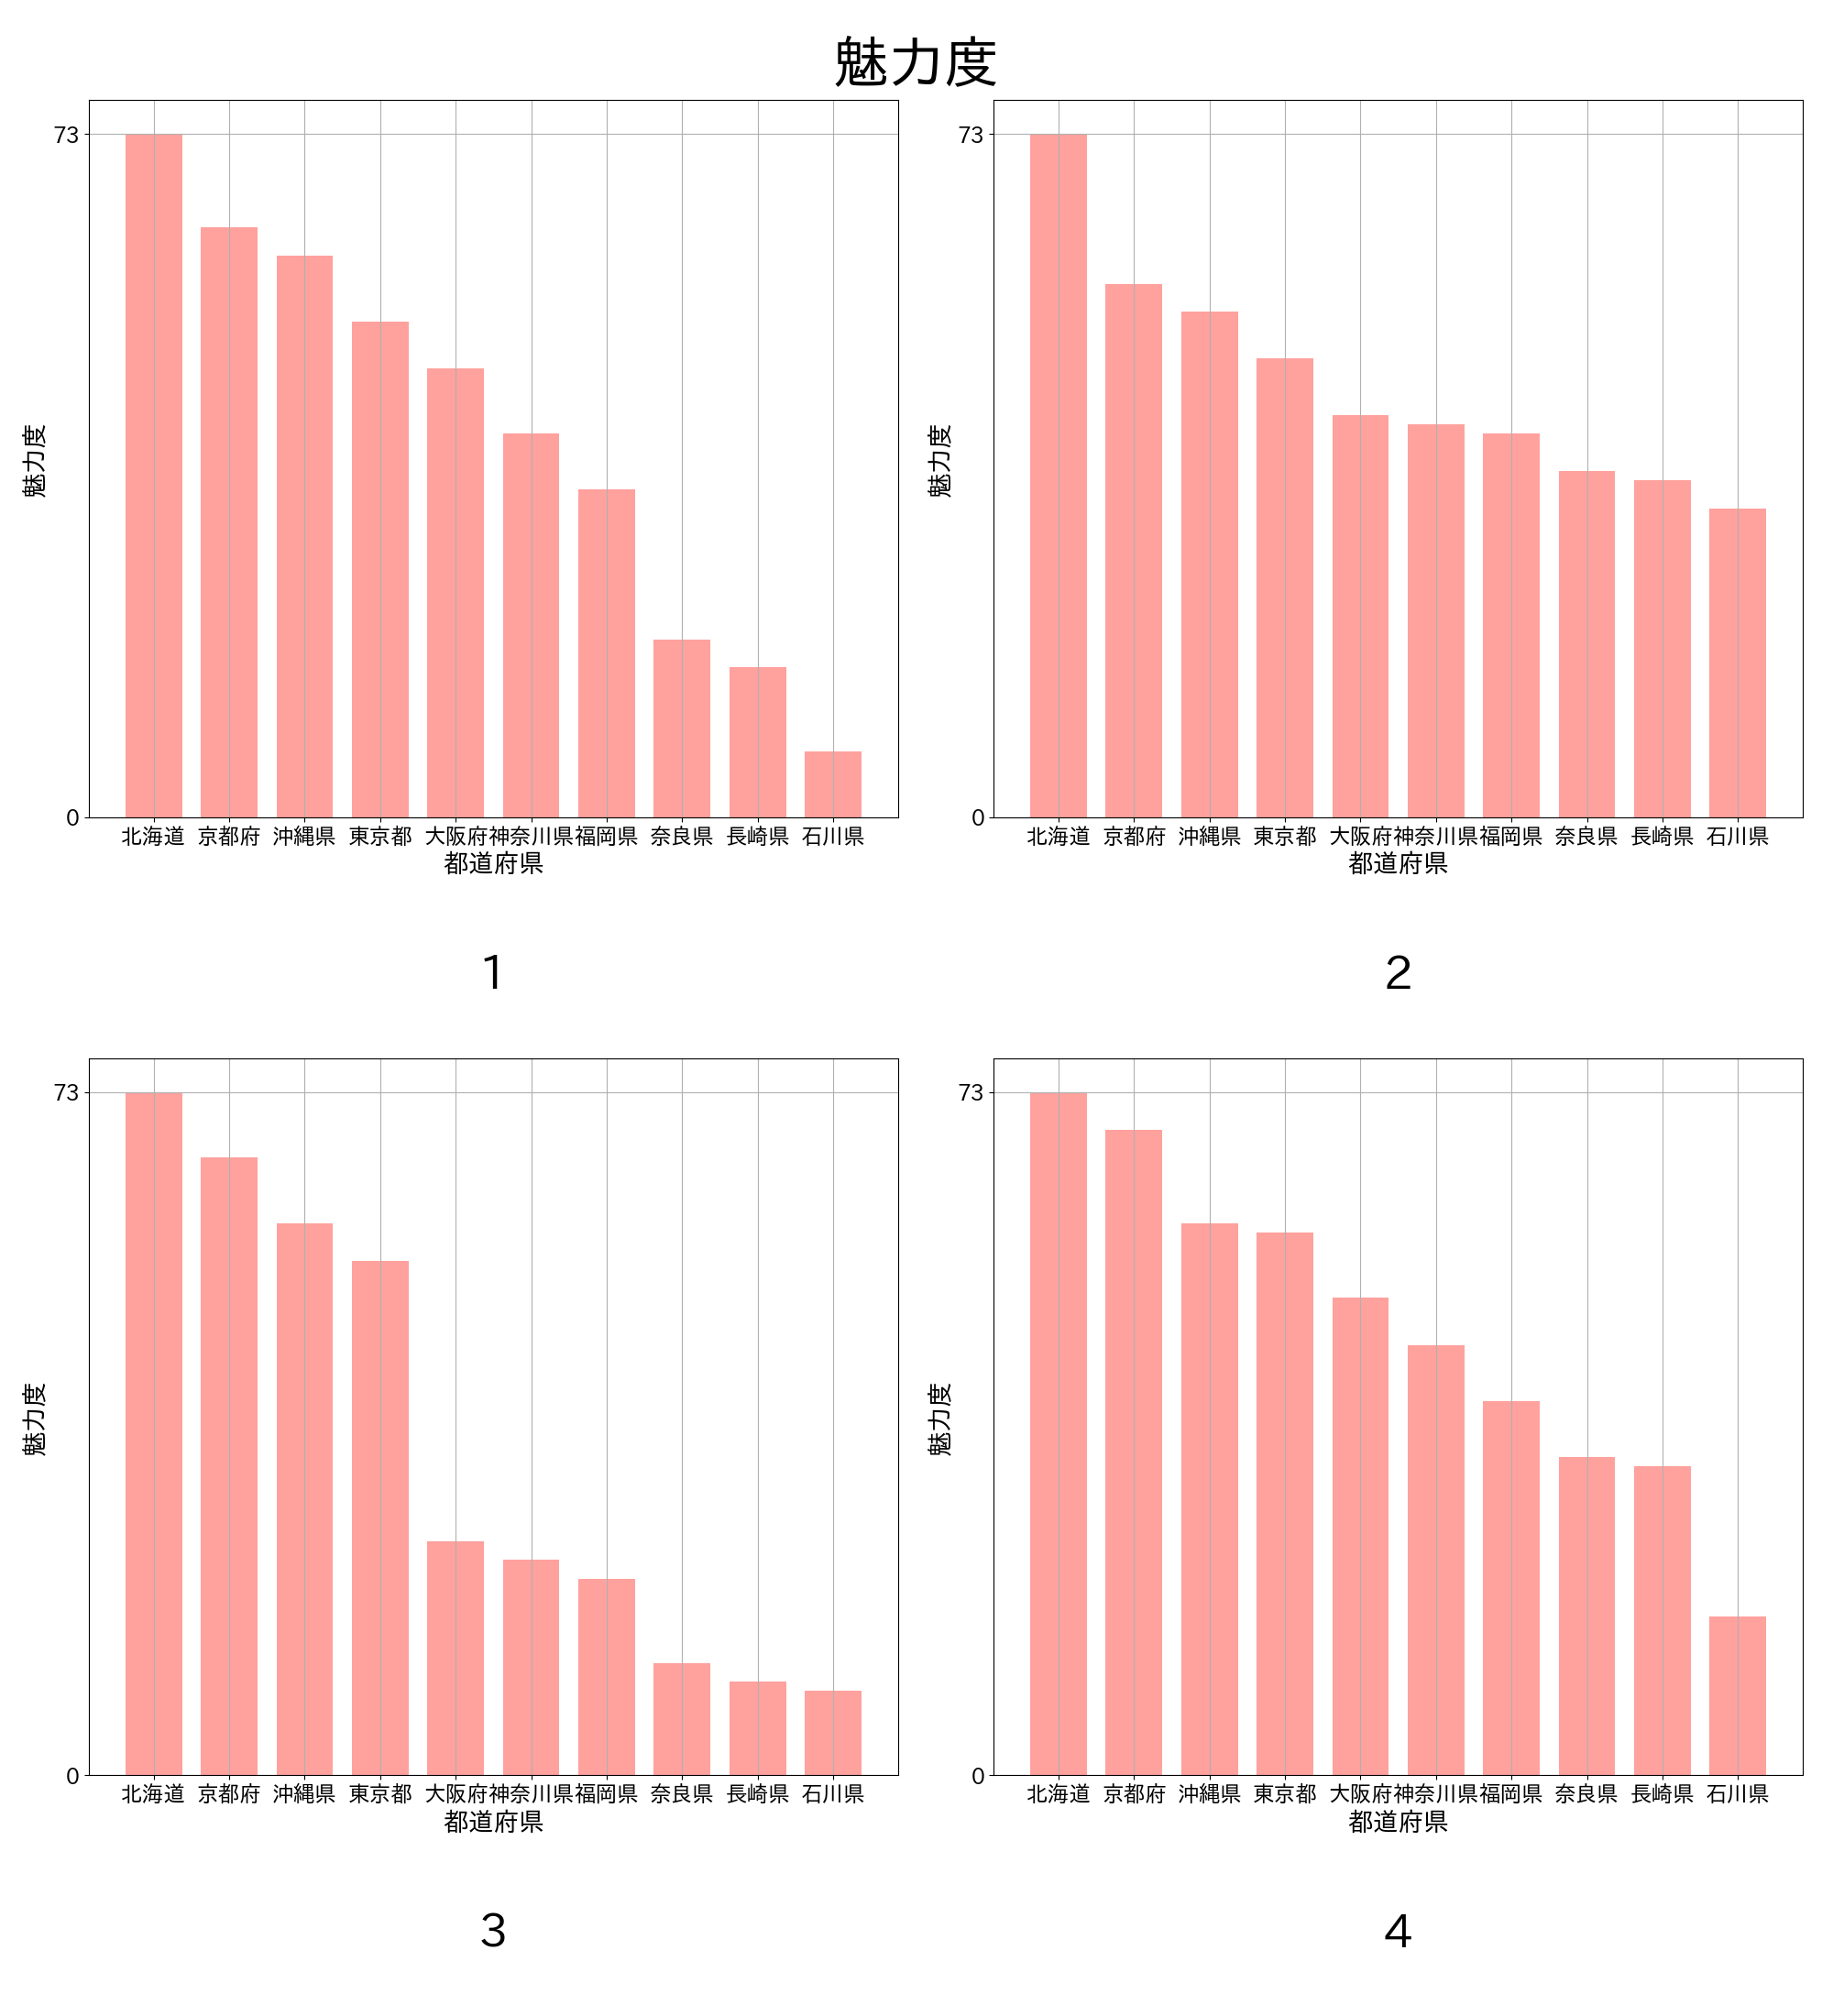 魅力度
73
魅力度
0
北海道 京都府 沖縄県 東京都 大阪府 神奈川県 福岡県 奈良県 長崎県 石川県
都道府県
1
73
魅力度
0
北海道 京都府 沖縄県 東京都 大阪府 神奈川県 福岡県 奈良県 長崎県 石川県
都道府県
2
73
魅力度
0
北海道 京都府 沖縄県 東京都 大阪府 神奈川県 福岡県 奈良県 長崎県 石川県
都道府県
3
73
魅力度
0
北海道 京都府 沖縄県 東京都 大阪府 神奈川県 福岡県 奈良県 長崎県 石川県
都道府県
4